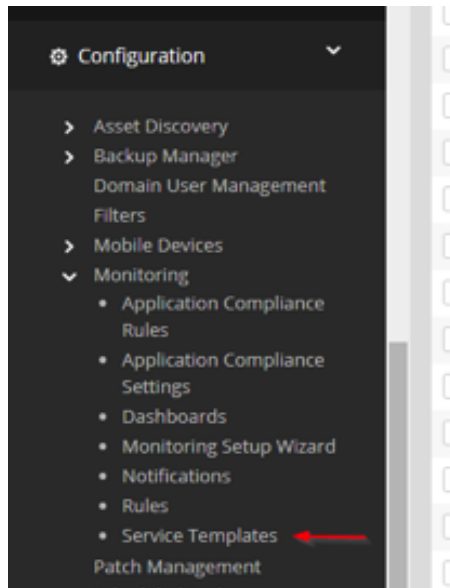 Configuration
Asset Discovery
Backup Manager
Domain User Management
Filters
Mobile Devices
Monitoring
Application Compliance
Rules
Application Compliance
Settings
Dashboards
Monitoring Setup Wizard
Notifications
Rules
Service Templates
Patch Management